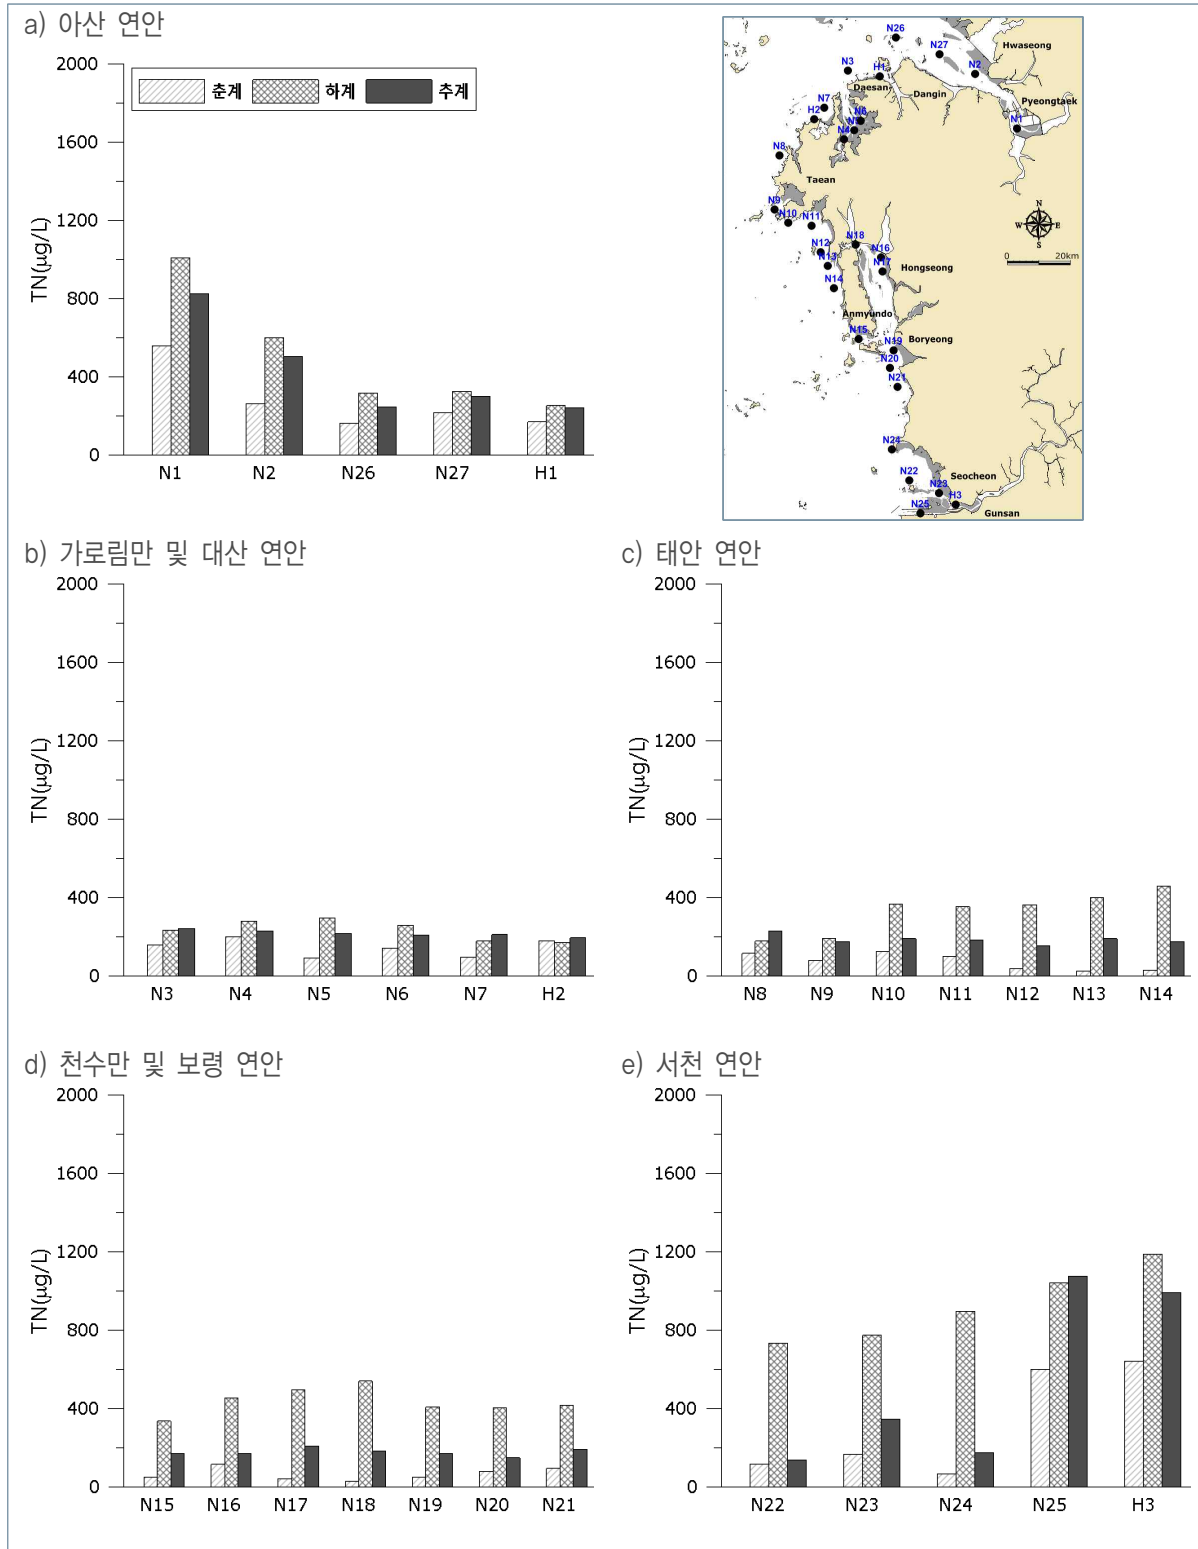 a) 아산 연안
2000
1600
1200
800
400
0
TN(μg/L)
춘계 하계 추계
N1 N2 N26 N27 H1
N26
N27
Hwaseong
N3
H1
N2
Daesan
Dangin
Pyeongtaek
N7
H2
N6
N5
N4
N1
N8
Taean
N9
N10
N11
N
W E
S
N18
N12
N16
N13
N17
Hongseong
0 20km
N14
Anmyundo
N15
Boryeong
N19
N20
N21
N24
Seocheon
N22
N23
H3
N25
Gunsan
b) 가로림만 및 대산 연안
2000
1600
1200
800
400
0
TN(μg/L)
N3 N4 N5 N6 N7 H2
c) 태안 연안
2000
1600
1200
800
400
0
TN(μg/L)
N8 N9 N10 N11 N12 N13 N14
d) 천수만 및 보령 연안
2000
1600
1200
800
400
0
TN(μg/L)
N15 N16 N17 N18 N19 N20 N21
e) 서천 연안
2000
1600
1200
800
400
0
TN(μg/L)
N22 N23 N24 N25 H3